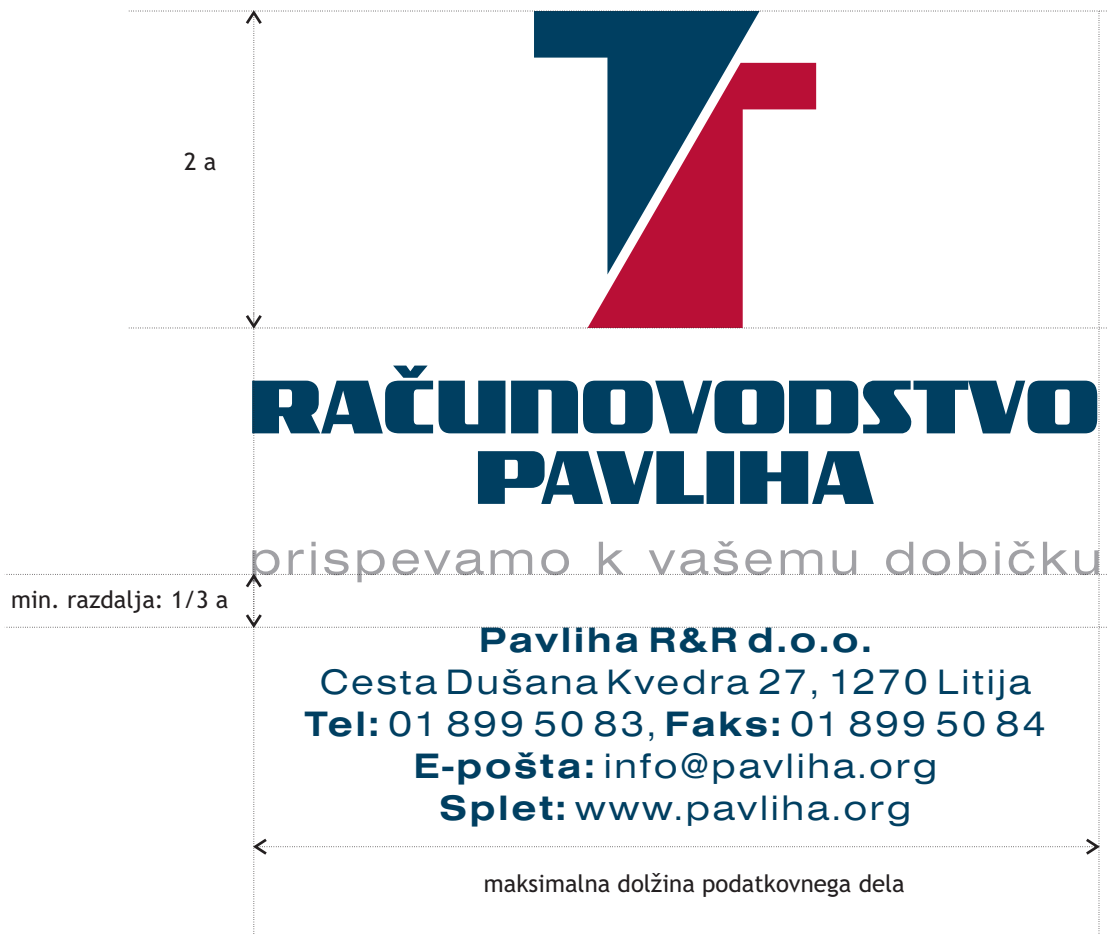 2 a
RAČUNOVODSTVO
PAVLIHA
prispevamo k vašemu dobičku
min. razdalja: 1/3 a
Pavliha R&R d.o.o.
Cesta Dušana Kvedra 27, 1270 Litija
Tel: 01 899 50 83, Faks: 01 899 50 84
E-pošta: info@pavliha.org
Splet: www.pavliha.org
maksimalna dolžina podatkovnega dela